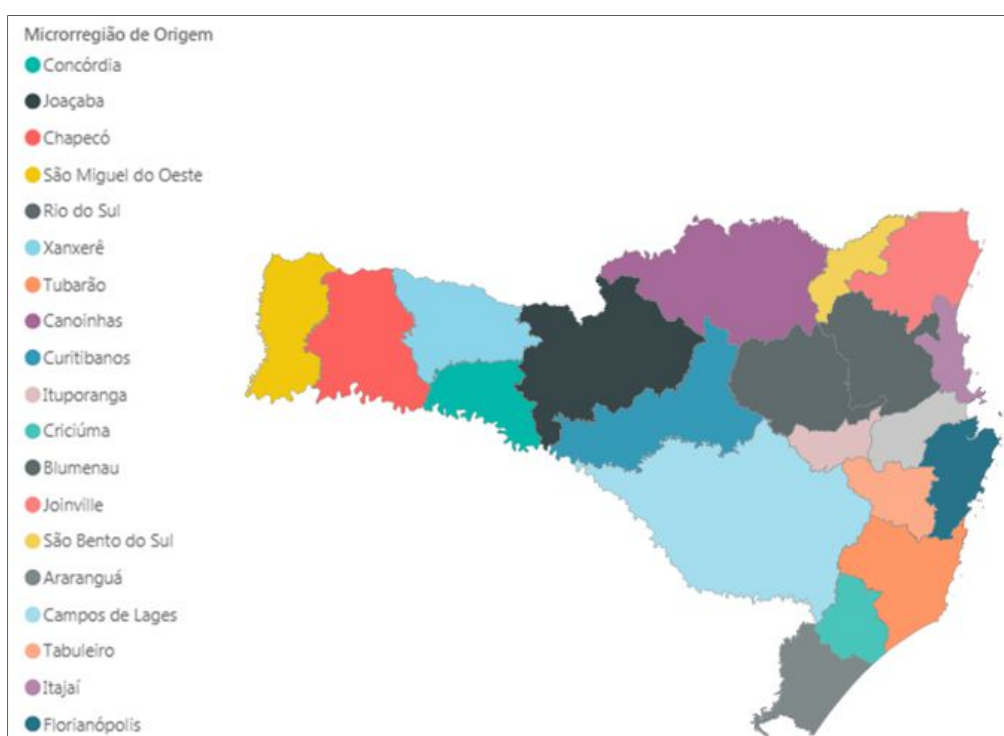 Microrregião de Origem
Concórdia
Joaçaba
Chapecó
São Miguel do Oeste
Rio do Sul
Xanxerê
Tubarão
Canoinhas
Curitibanos
Ituporanga
Criciúma
Blumenau
Joinville
São Bento do Sul
Araranguá
Campos de Lages
Tabuleiro
Itajaí
Florianópolis